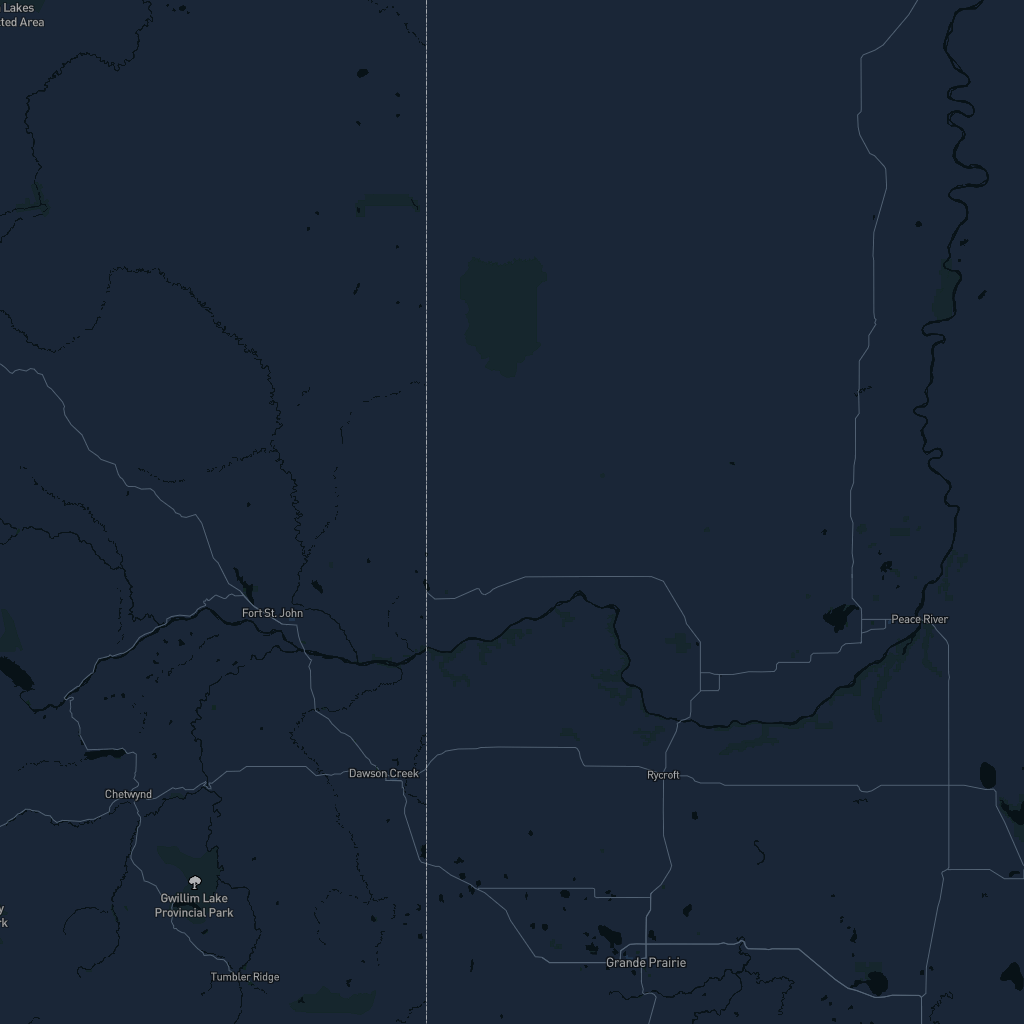 Lakes
Area
Fort St. John
Peace River
Dawson Creek
Rycroft
Chetwynd
Gwillim Lake
Provincial Park
Grande Prairie
Tumbler Ridge